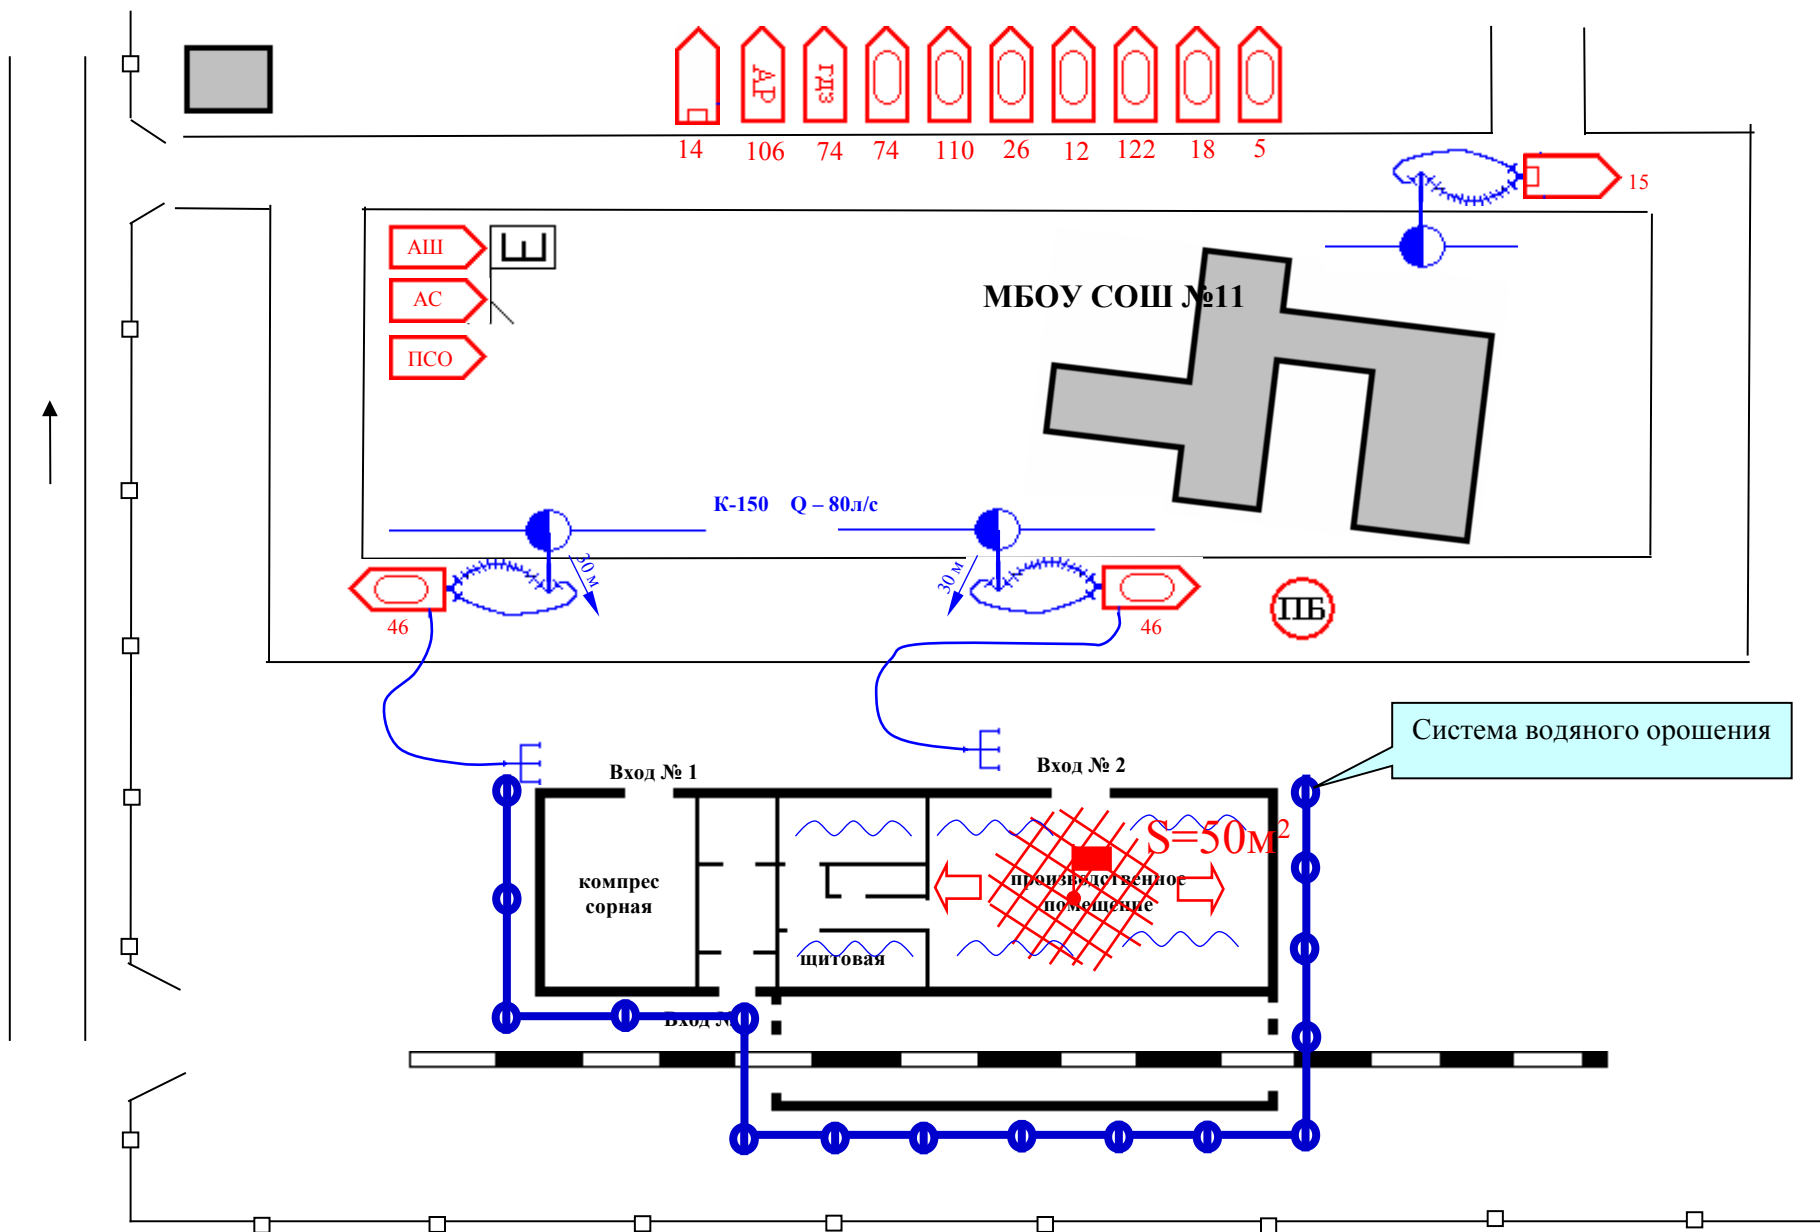 АР
ГДЗ
14
106
74
74
110
26
12
122
18
5
15
АШ
АС
ПСО
МБОУ СОШ №11
К-150 Q – 80л/с
30 м
30 м
46
46
ПБ
Система водяного орошения
Вход № 1
Вход № 2
S=50м²
компрес
сорная
производственное
помещение
щитовая
Вход №